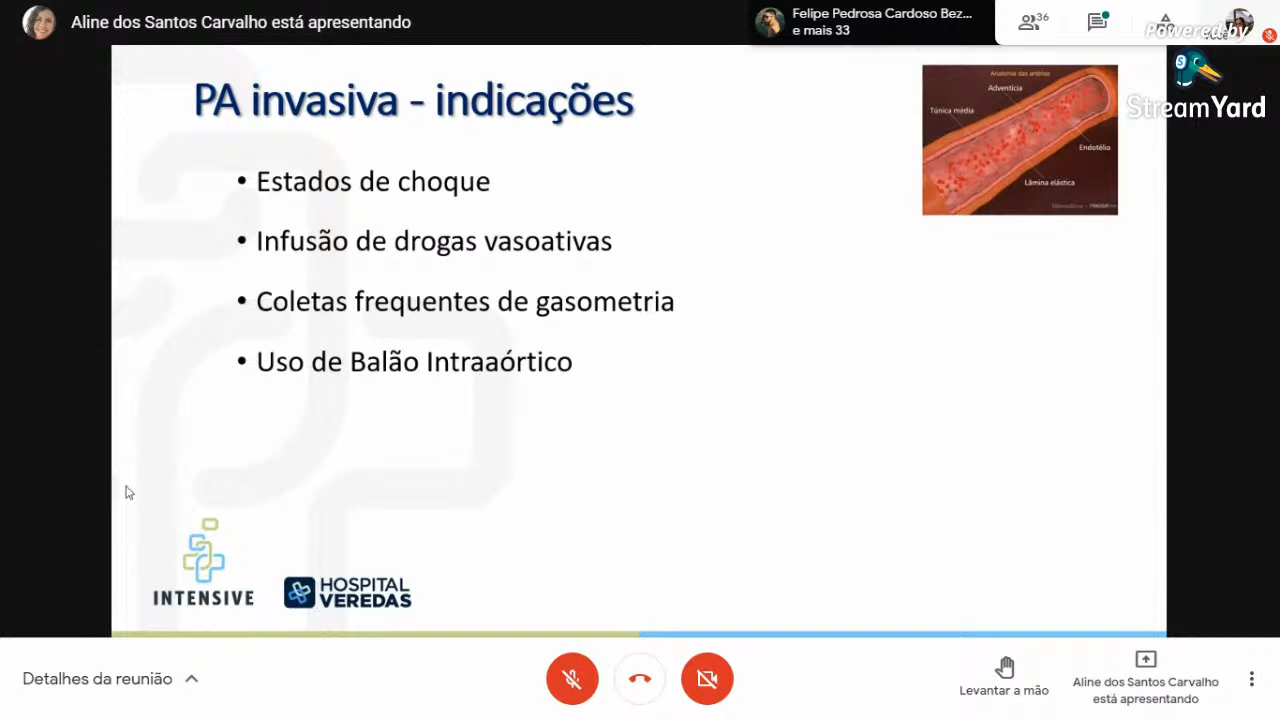 Aline dos Santos Carvalho está apresentando
Felipe Pedrosa Cardoso Bez...
e mais 33
36
Powered by
StreamYard
PA invasiva - indicações
Anatomia das artérias
Adventícia
Túnica média
Endotélio
Lâmina elástica
• Estados de choque
• Infusão de drogas vasoativas
• Coletas frequentes de gasometria
• Uso de Balão Intraaórtico
INTENSIVE
HOSPITAL
VEREDAS
Detalhes da reunião
Levantar a mão
Aline dos Santos Carvalho
está apresentando